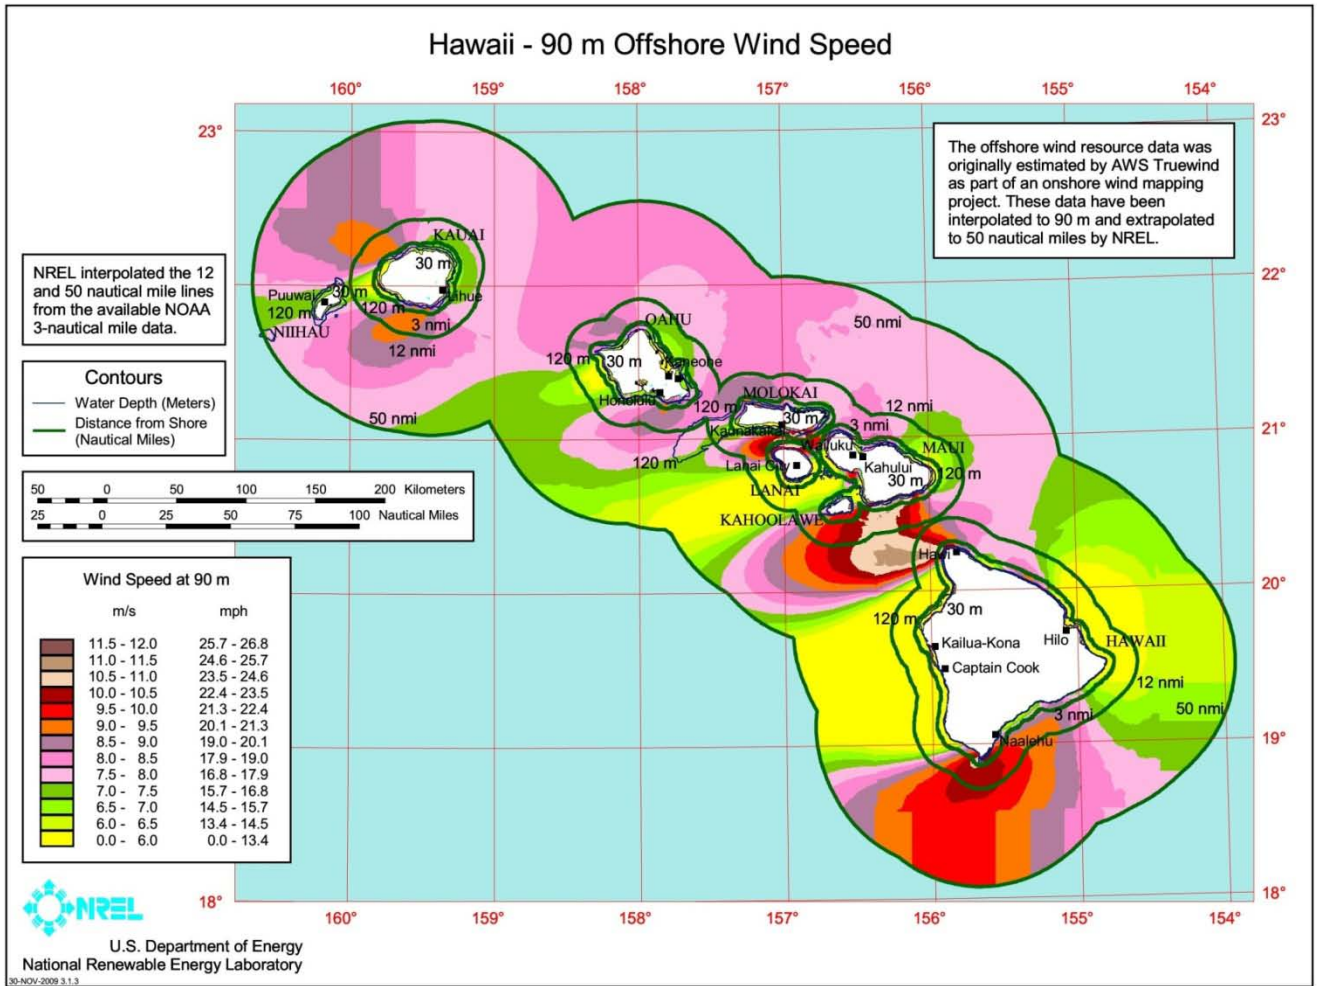 Hawaii - 90 m Offshore Wind Speed
160° 159° 158° 157° 156° 155° 154°
23° 23°
The offshore wind resource data was
originally estimated by AWS Truewind
as part of an onshore wind mapping
project. These data have been
interpolated to 90 m and extrapolated
to 50 nautical miles by NREL.
KAUAI
30 m
NREL interpolated the 12
and 50 nautical mile lines
from the available NOAA
3-nautical mile data.
22° 22°
Puuwai 30 m Lihue
120 m 120 m
3 nmi
NIIHAU
12 nmi
50 nmi
OAHU
120 m 30 m Kaneohe
Honolulu
50 nmi
Contours
Water Depth (Meters)
Distance from Shore
(Nautical Miles)
MOLOKAI
120 m 30 m 12 nmi
Kaunakakai 3 nmi
21° 21°
120 m
Wailuku MAUI
Lanai City Kahului 120 m
30 m
LANAI
KAHOOLAWE
50 0 50 100 150 200 Kilometers
25 0 25 50 75 100 Nautical Miles
Hawi
20° 20°
30 m
120 m
Kailua-Kona Hilo HAWAII
Captain Cook
12 nmi
50 nmi
3 nmi
Naalehu
19° 19°
Wind Speed at 90 m
m/s mph
11.5 - 12.0 25.7 - 26.8
11.0 - 11.5 24.6 - 25.7
10.5 - 11.0 23.5 - 24.6
10.0 - 10.5 22.4 - 23.5
9.5 - 10.0 21.3 - 22.4
9.0 - 9.5 20.1 - 21.3
8.5 - 9.0 19.0 - 20.1
8.0 - 8.5 17.9 - 19.0
7.5 - 8.0 16.8 - 17.9
7.0 - 7.5 15.7 - 16.8
6.5 - 7.0 14.5 - 15.7
6.0 - 6.5 13.4 - 14.5
0.0 - 6.0 0.0 - 13.4
18° 18°
160° 159° 158° 157° 156° 155° 154°
NREL
U.S. Department of Energy
National Renewable Energy Laboratory
30-NOV-2009 3.1.3